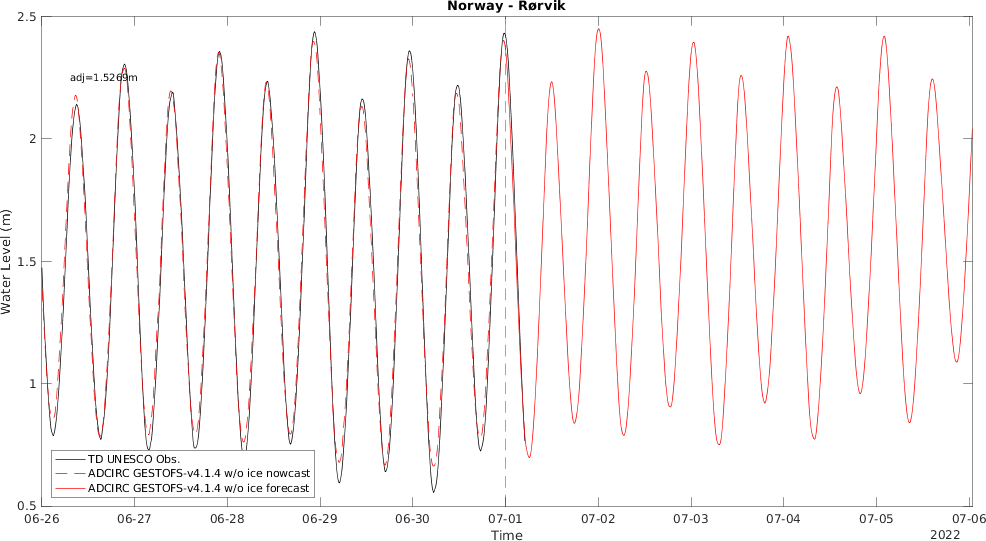 Norway - Rørvik
2.5
adj=1.5269m
2
1.5
Water Level (m)
1
TD UNESCO Obs.
ADCIRC GESTOFS-v4.1.4 w/o ice nowcast
ADCIRC GESTOFS-v4.1.4 w/o ice forecast
0.5
06-26 06-27 06-28 06-29 06-30 07-01 07-02 07-03 07-04 07-05 07-06
Time
2022